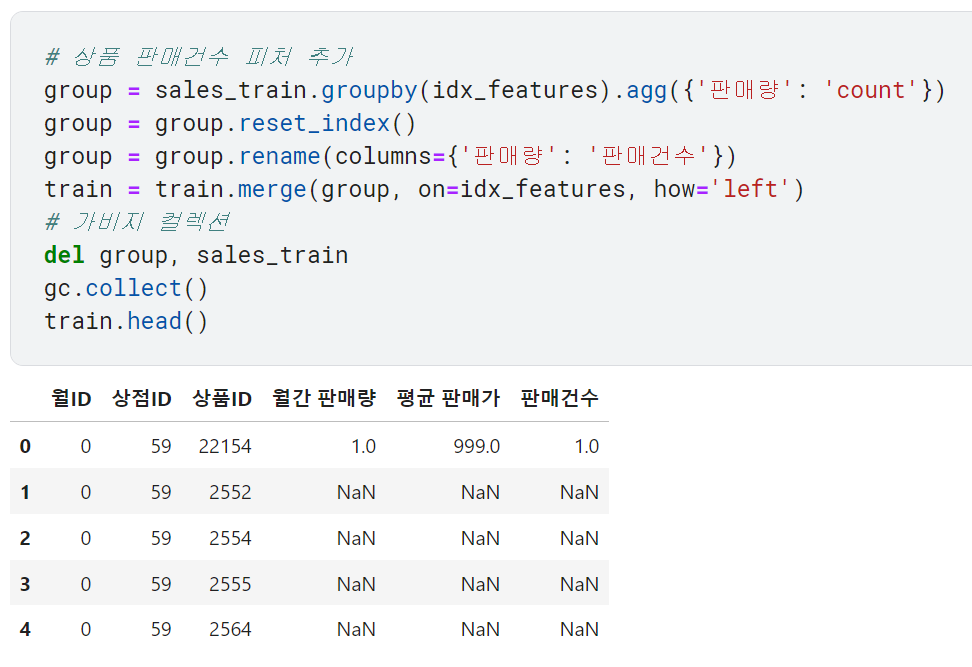 # 상품 판매건수 피처 추가
group = sales_train.groupby(idx_features).agg({'판매량': 'count'})
group = group.reset_index()
group = group.rename(columns={'판매량': '판매건수'})
train = train.merge(group, on=idx_features, how='left')
# 가비지 컬렉션
del group, sales_train
gc.collect()
train.head()
월ID 상점ID 상품ID 월간 판매량 평균 판매가 판매건수
0 0 59 22154 1.0 999.0 1.0
1 0 59 2552 NaN NaN NaN
2 0 59 2554 NaN NaN NaN
3 0 59 2555 NaN NaN NaN
4 0 59 2564 NaN NaN NaN